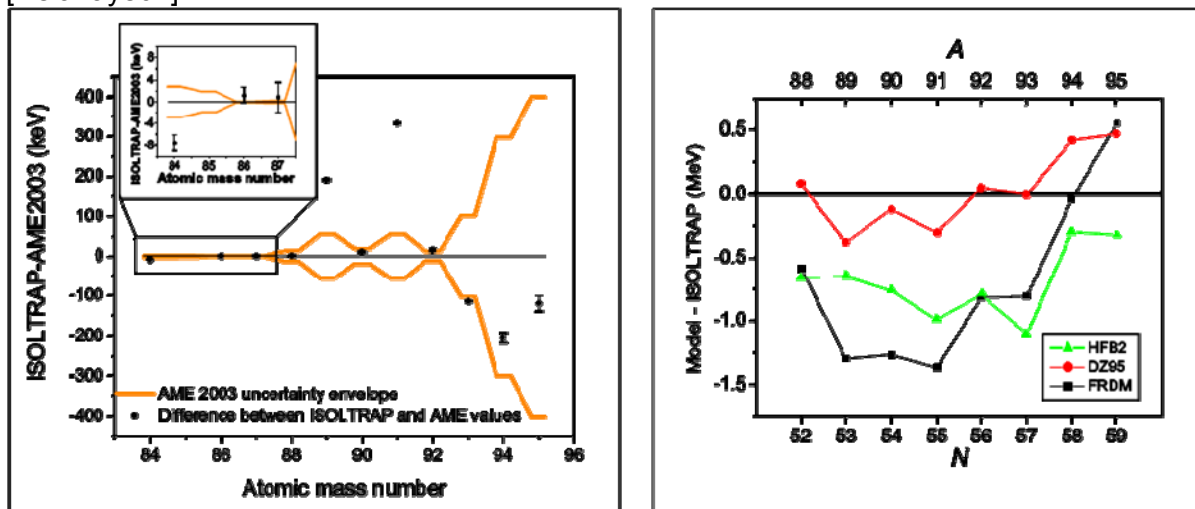 ISOLTRAP-AME2003 (keV)
8
4
0
-4
-8
84 85 86 87
Atomic mass number
ISOLTRAP-AME2003 (keV)
400
300
200
100
0
-100
-200
-300
-400
AME 2003 uncertainty envelope
Difference between ISOLTRAP and AME values
84 86 88 90 92 94 96
Atomic mass number
A
88 89 90 91 92 93 94 95
Model - ISOLTRAP (MeV)
0.5
0.0
-0.5
-1.0
-1.5
HFB2
DZ95
FRDM
52 53 54 55 56 57 58 59
N